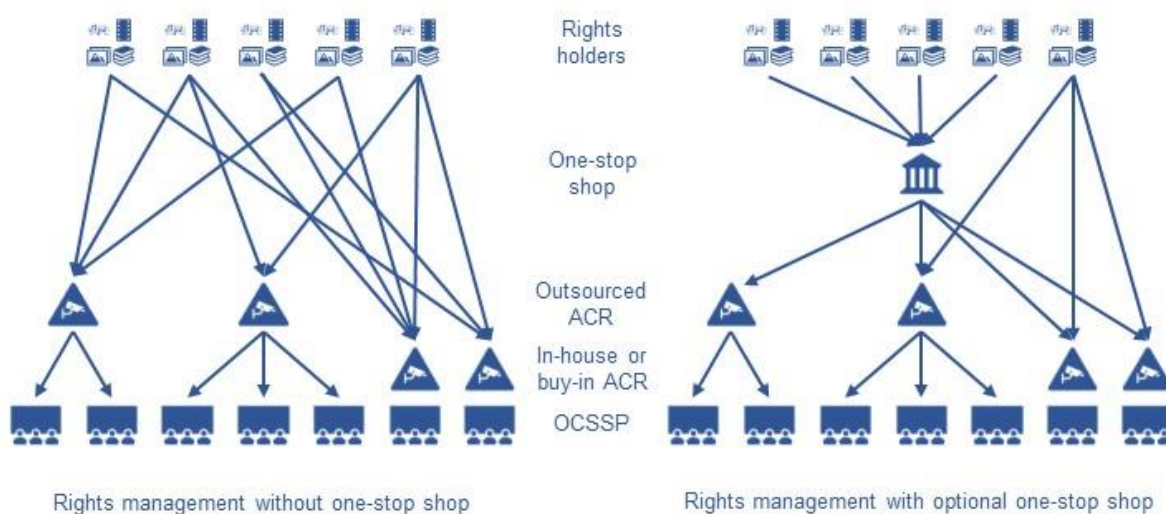 Rights
holders
One-stop
shop
Outsourced
ACR
In-house or
buy-in ACR
OCSSP
Rights management without one-stop shop
Rights management with optional one-stop shop